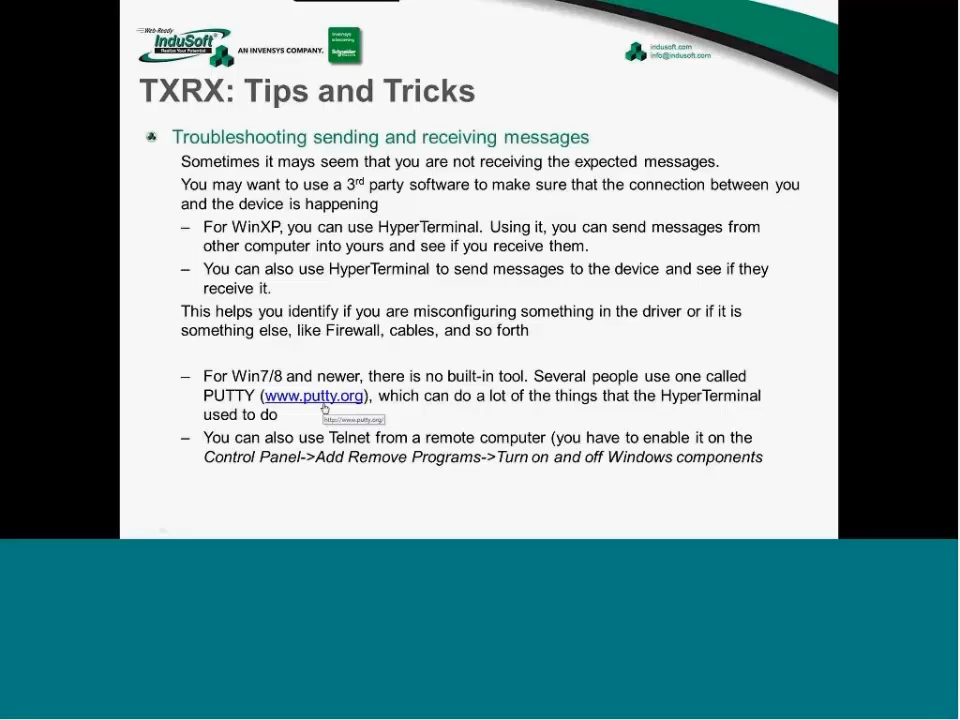 Web-Ready
InduSoft®
Realize Your Potential
AN INVENSYS COMPANY.
Invensys
Schneider
indusoft.com
info@indusoft.com
TXRX: Tips and Tricks
Troubleshooting sending and receiving messages
Sometimes it mays seem that you are not receiving the expected messages.
You may want to use a 3rd party software to make sure that the connection between you
and the device is happening
– For WinXP, you can use HyperTerminal. Using it, you can send messages from
other computer into yours and see if you receive them.
– You can also use HyperTerminal to send messages to the device and see if they
receive it.
This helps you identify if you are misconfiguring something in the driver or if it is
something else, like Firewall, cables, and so forth
– For Win7/8 and newer, there is no built-in tool. Several people use one called
PUTTY (www.putty.org), which can do a lot of the things that the HyperTerminal
used to do
http://www.putty.org/
– You can also use Telnet from a remote computer (you have to enable it on the
Control Panel->Add Remove Programs->Turn on and off Windows components